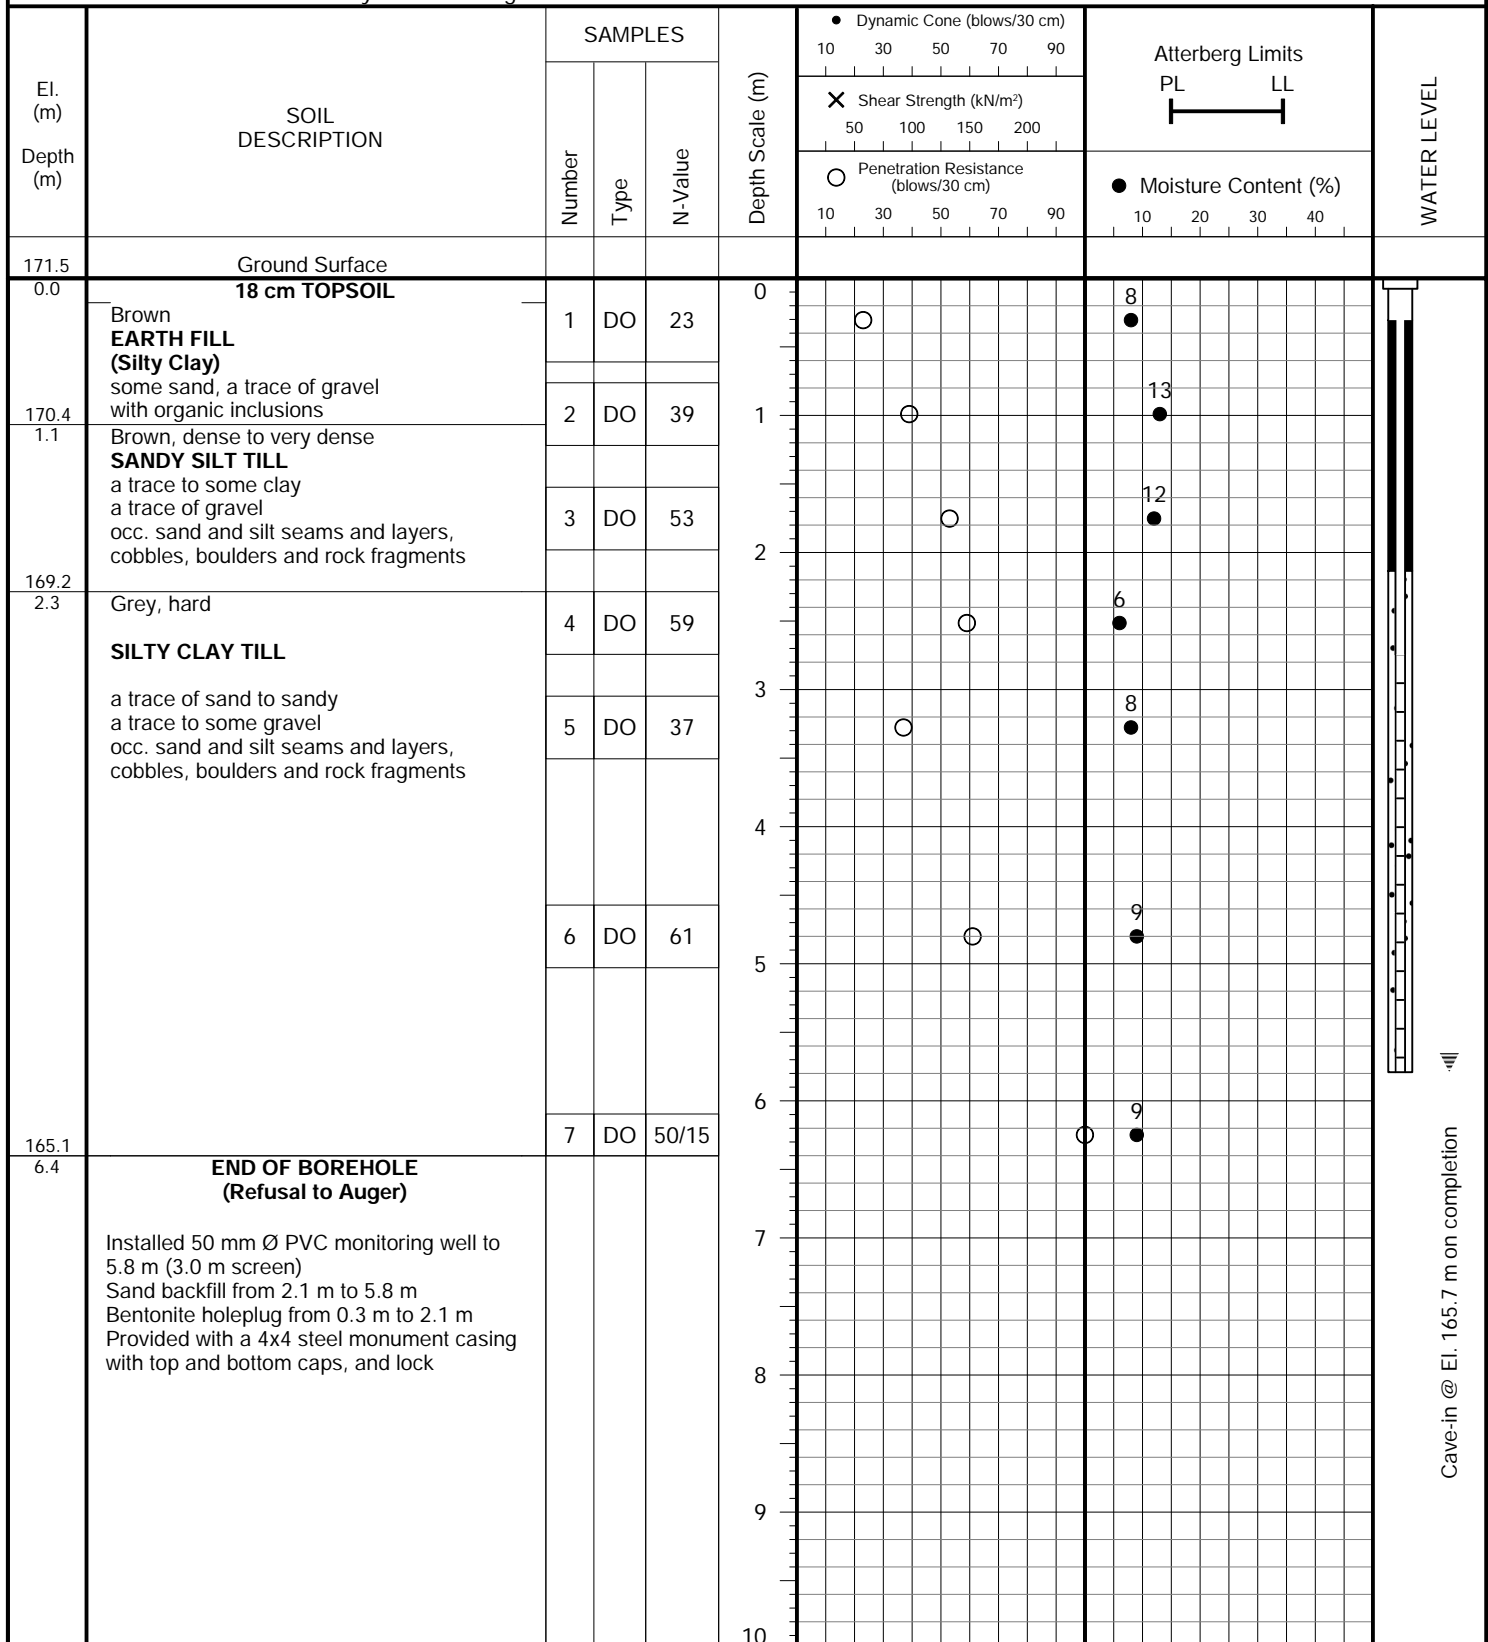 El.
(m)
Depth
(m)
SOIL
DESCRIPTION
SAMPLES
Number
Type
N-Value
Depth Scale (m)
● Dynamic Cone (blows/30 cm)
10 30 50 70 90
✕ Shear Strength (kN/m²)
50 100 150 200
○ Penetration Resistance
(blows/30 cm)
10 30 50 70 90
Atterberg Limits
PL LL
● Moisture Content (%)
10 20 30 40
WATER LEVEL
171.5 Ground Surface
0.0 18 cm TOPSOIL 0
Brown 1 DO 23 8
EARTH FILL
(Silty Clay)
some sand, a trace of gravel
with organic inclusions
170.4 2 DO 39 1 13
1.1 Brown, dense to very dense
SANDY SILT TILL
a trace to some clay
a trace of gravel
occ. sand and silt seams and layers,
cobbles, boulders and rock fragments
3 DO 53 12
2
169.2
2.3 Grey, hard
4 DO 59 6
SILTY CLAY TILL
3
a trace of sand to sandy
a trace to some gravel
occ. sand and silt seams and layers,
cobbles, boulders and rock fragments
5 DO 37 8
4
6 DO 61 9
5
6
7 DO 50/15 9
165.1
6.4 END OF BOREHOLE
(Refusal to Auger)
Installed 50 mm Ø PVC monitoring well to
5.8 m (3.0 m screen)
Sand backfill from 2.1 m to 5.8 m
Bentonite holeplug from 0.3 m to 2.1 m
Provided with a 4x4 steel monument casing
with top and bottom caps, and lock
7
8
9
10
Cave-in @ El. 165.7 m on completion